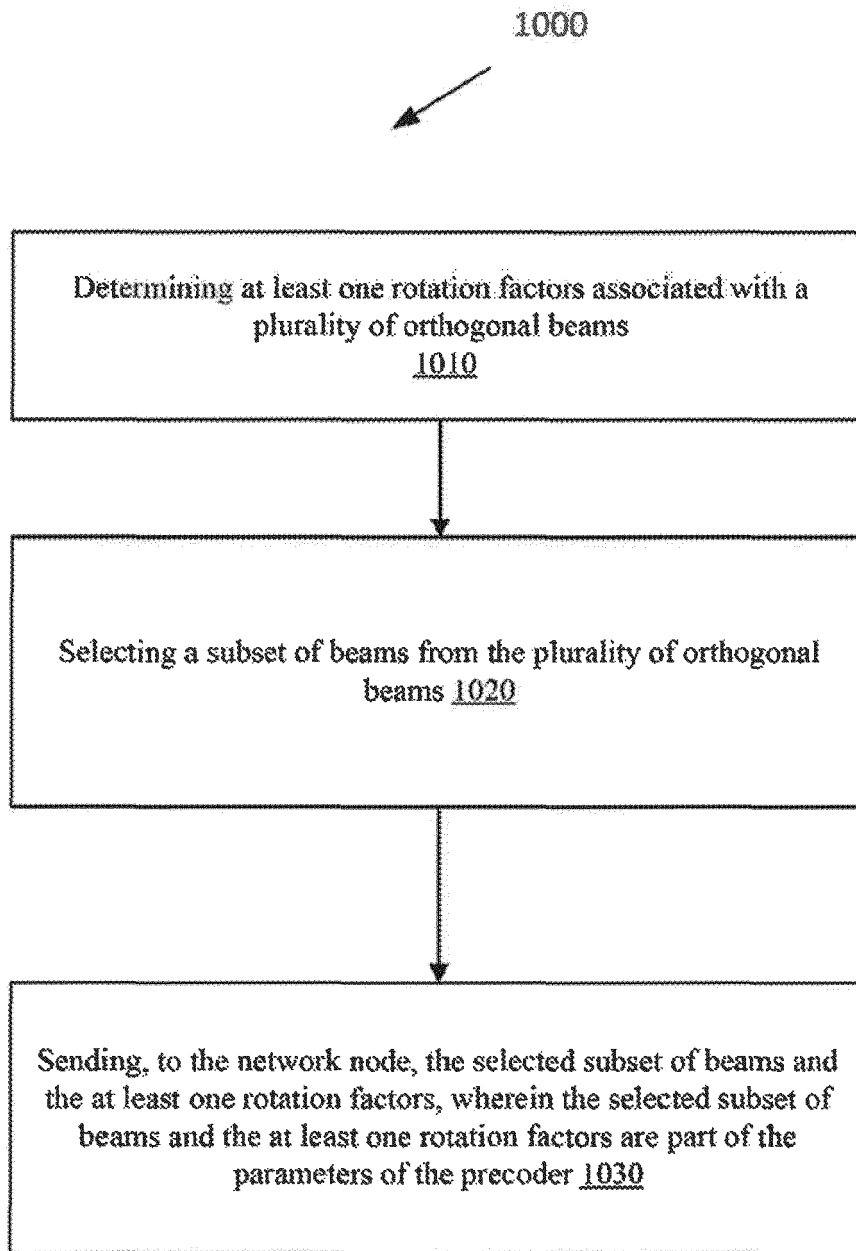 1000
Determining at least one rotation factors associated with a
plurality of orthogonal beams
1010
Selecting a subset of beams from the plurality of orthogonal
beams 1020
Sending, to the network node, the selected subset of beams and
the at least one rotation factors, wherein the selected subset of
beams and the at least one rotation factors are part of the
parameters of the precoder 1030